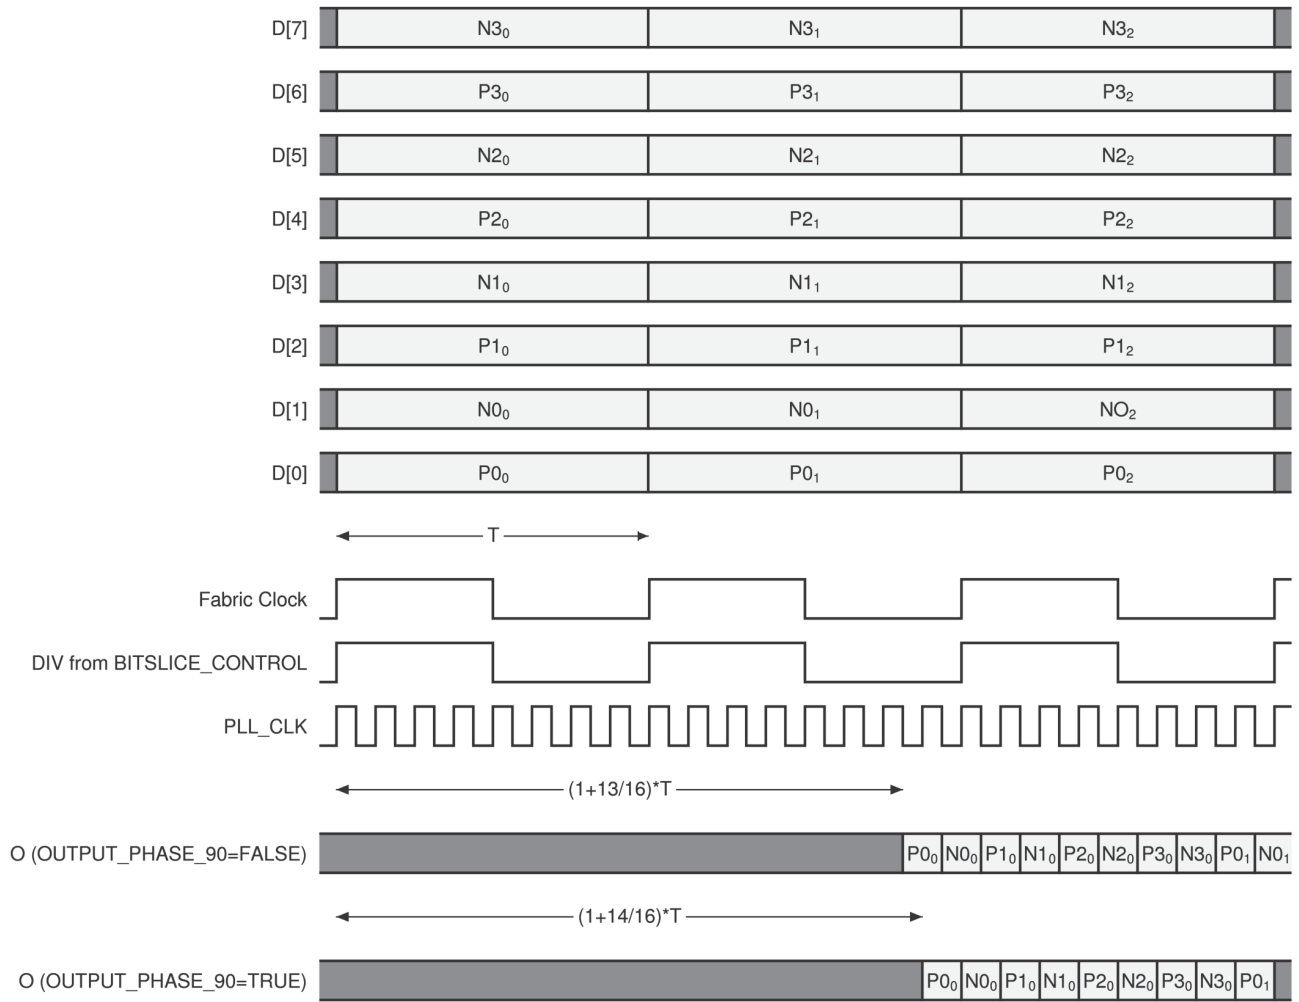 D[7] N3₀ N3₁ N3₂
D[6] P3₀ P3₁ P3₂
D[5] N2₀ N2₁ N2₂
D[4] P2₀ P2₁ P2₂
D[3] N1₀ N1₁ N1₂
D[2] P1₀ P1₁ P1₂
D[1] N0₀ N0₁ NO₂
D[0] P0₀ P0₁ P0₂
T
Fabric Clock
DIV from BITSLICE_CONTROL
PLL_CLK
(1+13/16)*T
O (OUTPUT_PHASE_90=FALSE) P0₀ N0₀ P1₀ N1₀ P2₀ N2₀ P3₀ N3₀ P0₁ N0₁
(1+14/16)*T
O (OUTPUT_PHASE_90=TRUE) P0₀ N0₀ P1₀ N1₀ P2₀ N2₀ P3₀ N3₀ P0₁